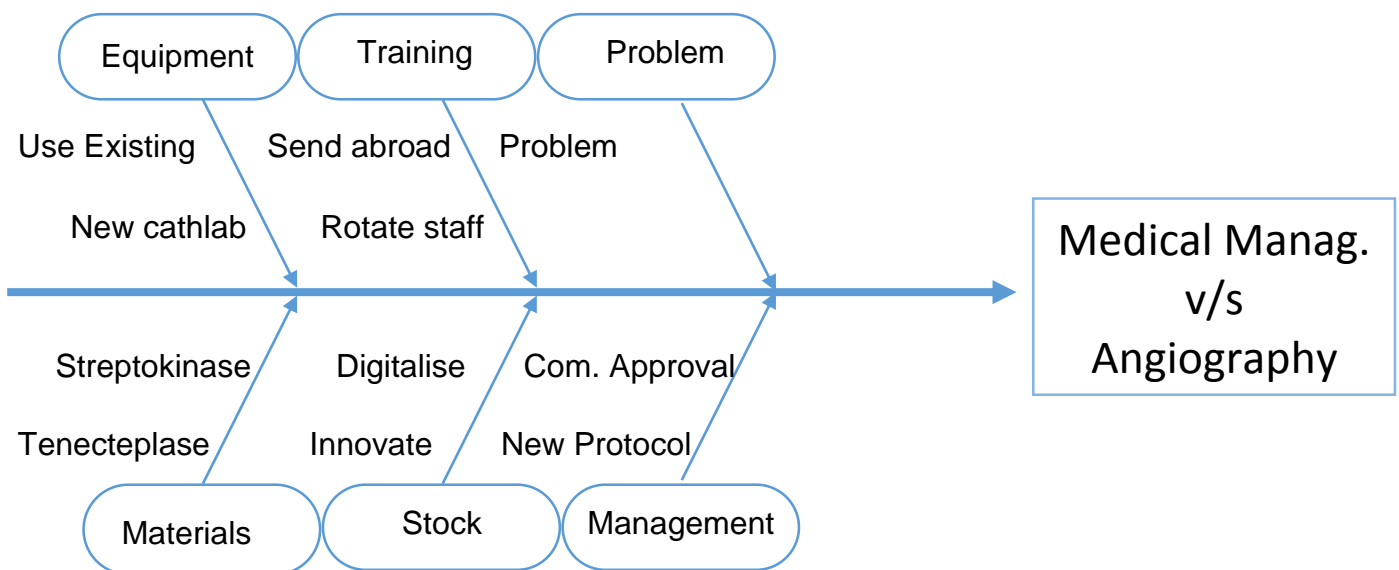 Equipment
Training
Problem
Use Existing
Send abroad
Problem
New cathlab
Rotate staff
Medical Manag.
v/s
Angiography
Streptokinase
Digitalise
Com. Approval
Tenecteplase
Innovate
New Protocol
Materials
Stock
Management